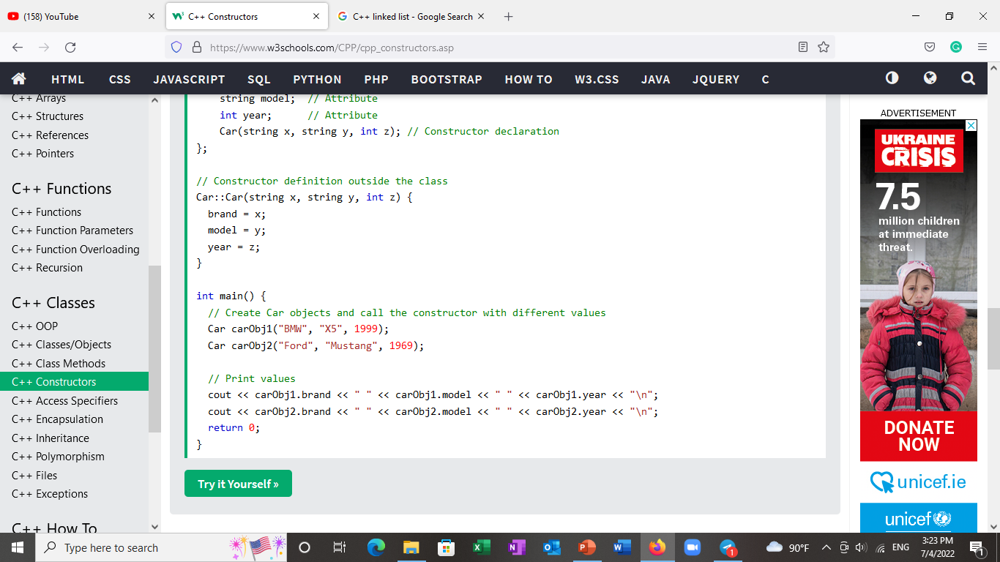 (158) YouTube
C++ Constructors
C++ linked list - Google Search
https://www.w3schools.com/CPP/cpp_constructors.asp
HTML CSS JAVASCRIPT SQL PYTHON PHP BOOTSTRAP HOW TO W3.CSS JAVA JQUERY C
C++ Arrays
C++ Structures
C++ References
C++ Pointers
C++ Functions
C++ Functions
C++ Function Parameters
C++ Function Overloading
C++ Recursion
C++ Classes
C++ OOP
C++ Classes/Objects
C++ Class Methods
C++ Constructors
C++ Access Specifiers
C++ Encapsulation
C++ Inheritance
C++ Polymorphism
C++ Files
C++ Exceptions
C++ How To
string model;  // Attribute
int year;      // Attribute
Car(string x, string y, int z); // Constructor declaration
};
// Constructor definition outside the class
Car::Car(string x, string y, int z) {
brand = x;
model = y;
year = z;
}
int main() {
// Create Car objects and call the constructor with different values
Car carObj1("BMW", "X5", 1999);
Car carObj2("Ford", "Mustang", 1969);
// Print values
cout << carObj1.brand << " " << carObj1.model << " " << carObj1.year << "\n";
cout << carObj2.brand << " " << carObj2.model << " " << carObj2.year << "\n";
return 0;
}
Try it Yourself »
ADVERTISEMENT
UKRAINE
CRISIS
7.5
million children
at immediate
threat.
DONATE
NOW
unicef.ie
unicef
Type here to search
1
90°F
ENG
3:23 PM
7/4/2022
1